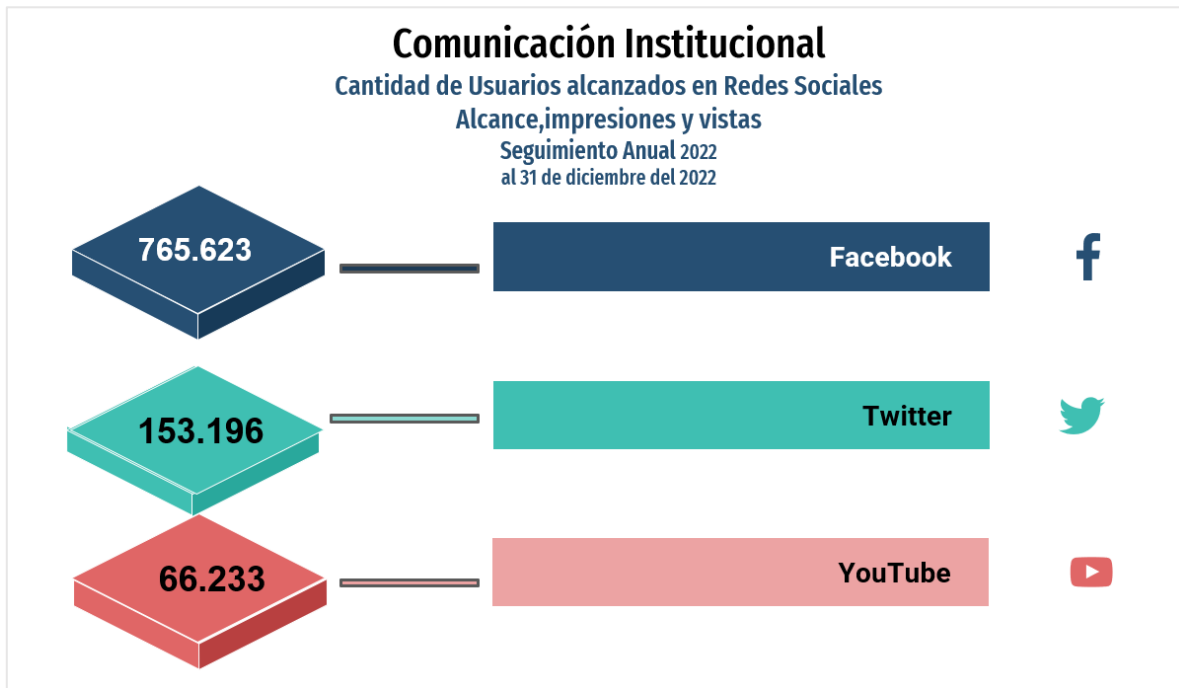 Comunicación Institucional
Cantidad de Usuarios alcanzados en Redes Sociales
Alcance,impresiones y vistas
Seguimiento Anual 2022
al 31 de diciembre del 2022
765.623
Facebook
153.196
Twitter
66.233
YouTube